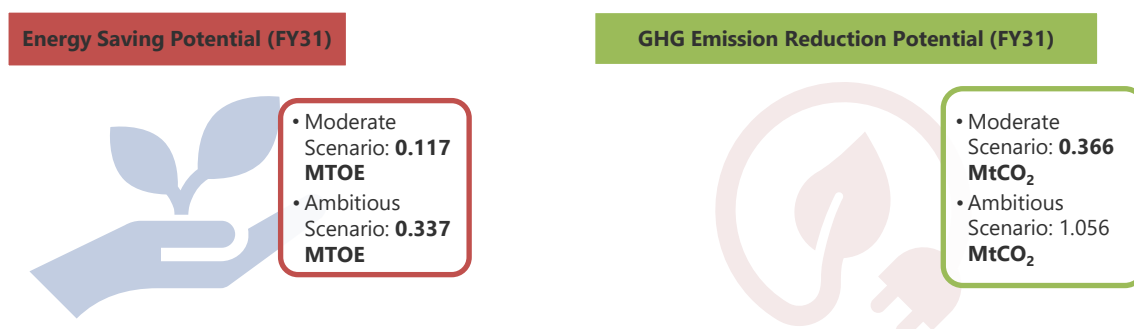 Energy Saving Potential (FY31)
• Moderate
Scenario: 0.117
MTOE
• Ambitious
Scenario: 0.337
MTOE
GHG Emission Reduction Potential (FY31)
• Moderate
Scenario: 0.366
MtCO₂
• Ambitious
Scenario: 1.056
MtCO₂